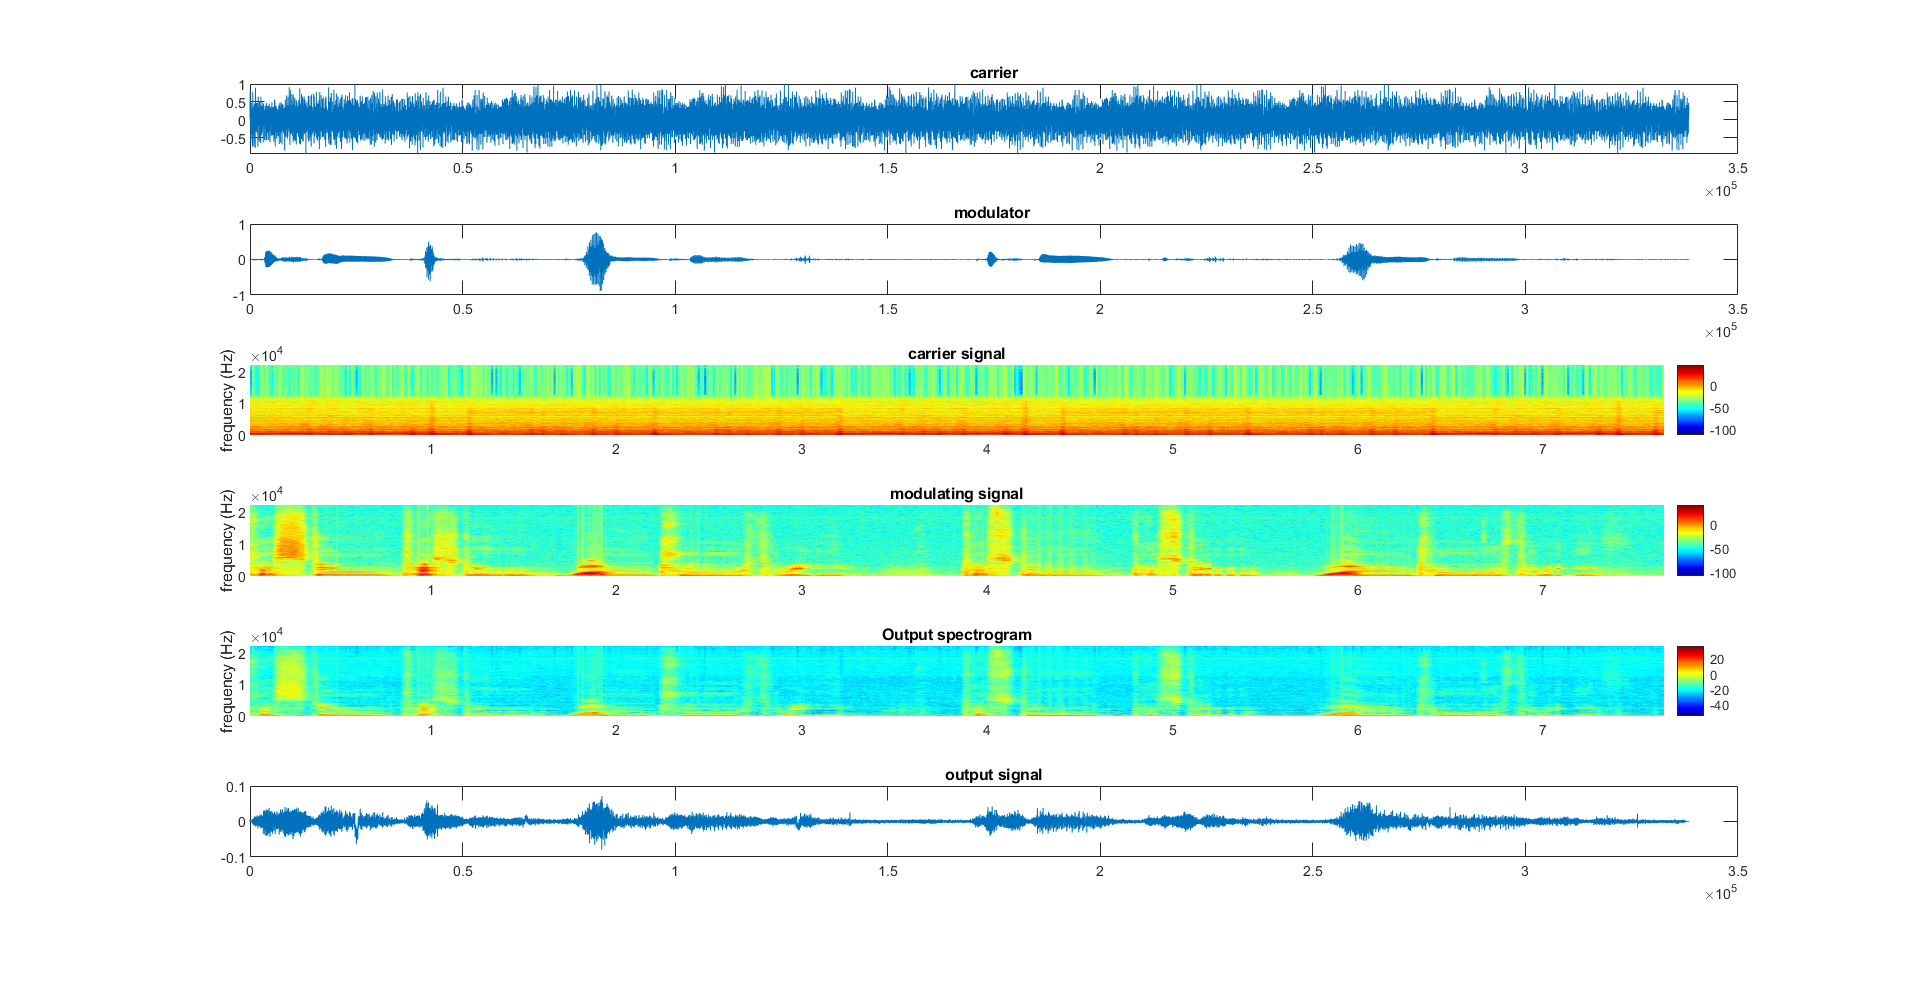 carrier
1
0.5
0
-0.5
0 0.5 1 1.5 2 2.5 3 3.5
×10^5
modulator
1
0
-1
0 0.5 1 1.5 2 2.5 3 3.5
×10^5
carrier signal
×10^4
frequency (Hz)
2
1
0
1 2 3 4 5 6 7
0
-50
-100
modulating signal
×10^4
frequency (Hz)
2
1
0
1 2 3 4 5 6 7
0
-50
-100
Output spectrogram
×10^4
frequency (Hz)
2
1
0
1 2 3 4 5 6 7
20
0
-20
-40
output signal
0.1
0
-0.1
0 0.5 1 1.5 2 2.5 3 3.5
×10^5